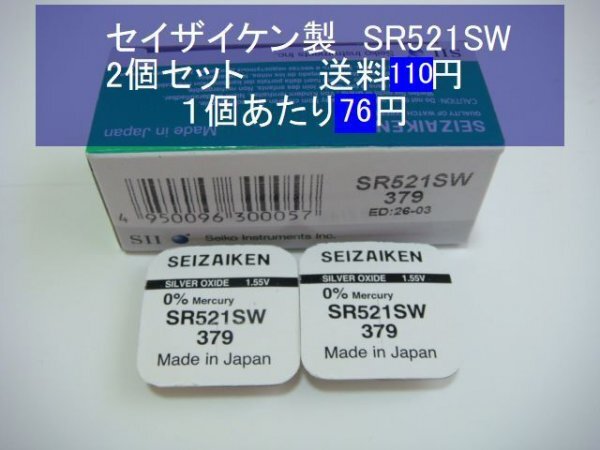 セイザイケン製 SR521SW
2個セット 送料110円
1個あたり76円
SEIZAIKEN
QUALITY OF WATCH
Made in Japan
SR521SW
379
ED:26-03
4 950096 300057
SII Seiko Instruments Inc.
SEIZAIKEN
SILVER OXIDE 1.55V
0% Mercury
SR521SW
379
Made in Japan
SEIZAIKEN
SILVER OXIDE 1.55V
0% Mercury
SR521SW
379
Made in Japan